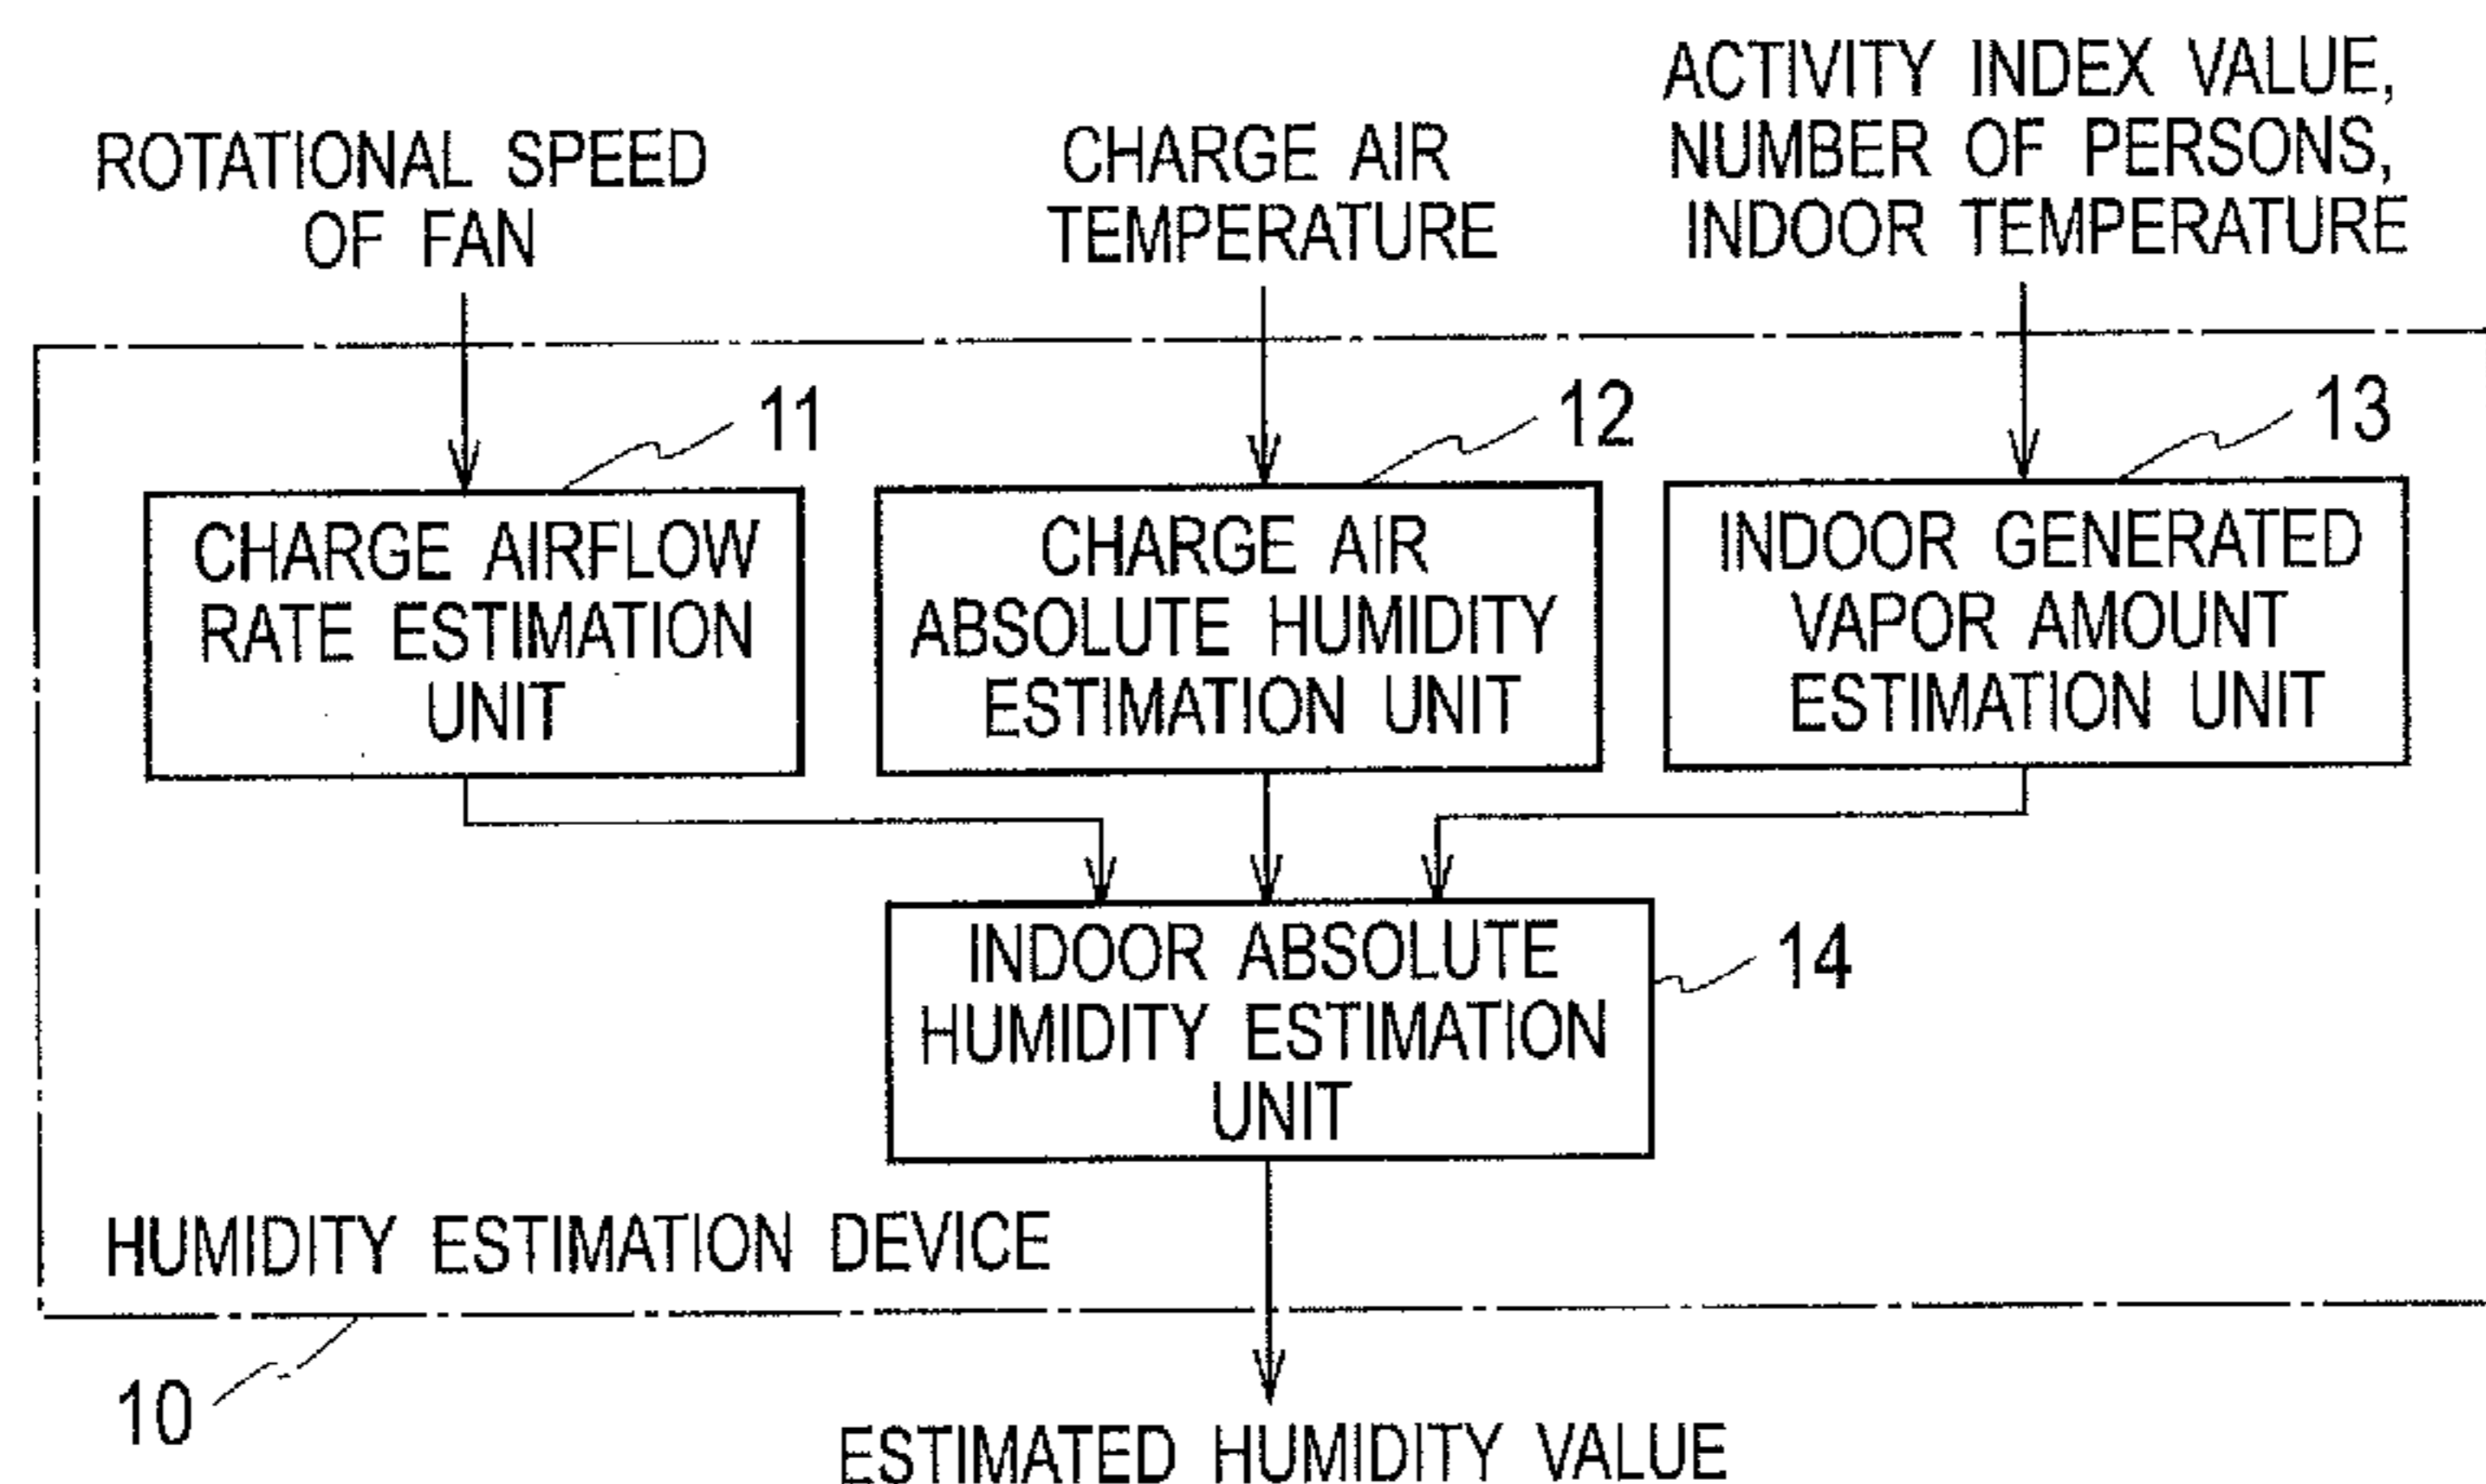 ROTATIONAL SPEED
OF FAN
CHARGE AIR
TEMPERATURE
ACTIVITY INDEX VALUE,
NUMBER OF PERSONS,
INDOOR TEMPERATURE
11
12
13
CHARGE AIRFLOW
RATE ESTIMATION
UNIT
CHARGE AIR
ABSOLUTE HUMIDITY
ESTIMATION UNIT
INDOOR GENERATED
VAPOR AMOUNT
ESTIMATION UNIT
INDOOR ABSOLUTE
HUMIDITY ESTIMATION
UNIT
14
HUMIDITY ESTIMATION DEVICE
10
ESTIMATED HUMIDITY VALUE